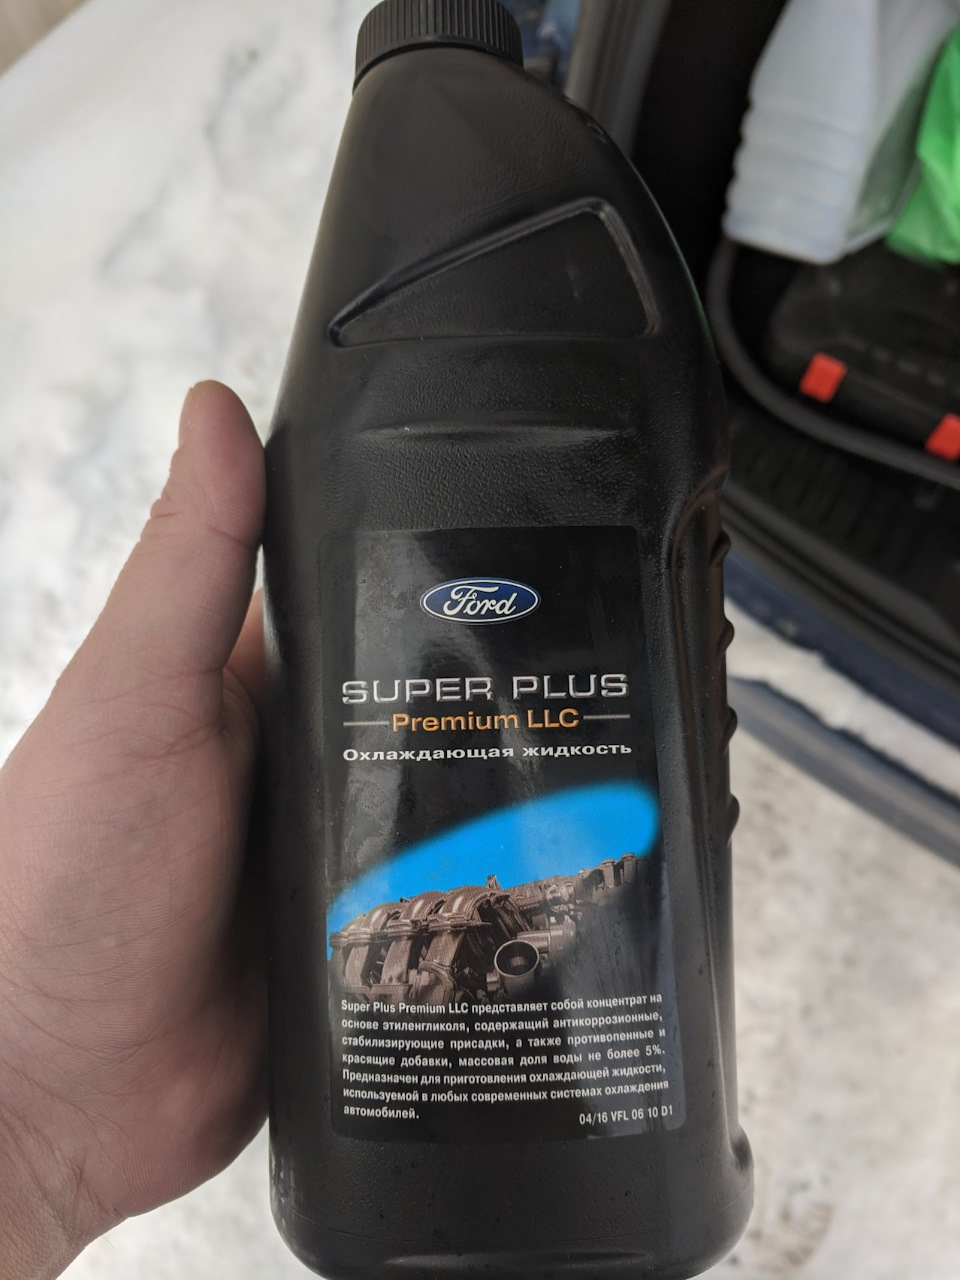 Ford
SUPER PLUS
Premium LLC
Охлаждающая жидкость
Super Plus Premium LLC представляет собой концентрат на
основе этиленгликоля, содержащий антикоррозионные,
стабилизирующие присадки, а также противопенные и
красящие добавки, массовая доля воды не более 5%.
Предназначен для приготовления охлаждающей жидкости,
используемой в любых современных системах охлаждения
автомобилей.
04/16 VFL 06 10 D1